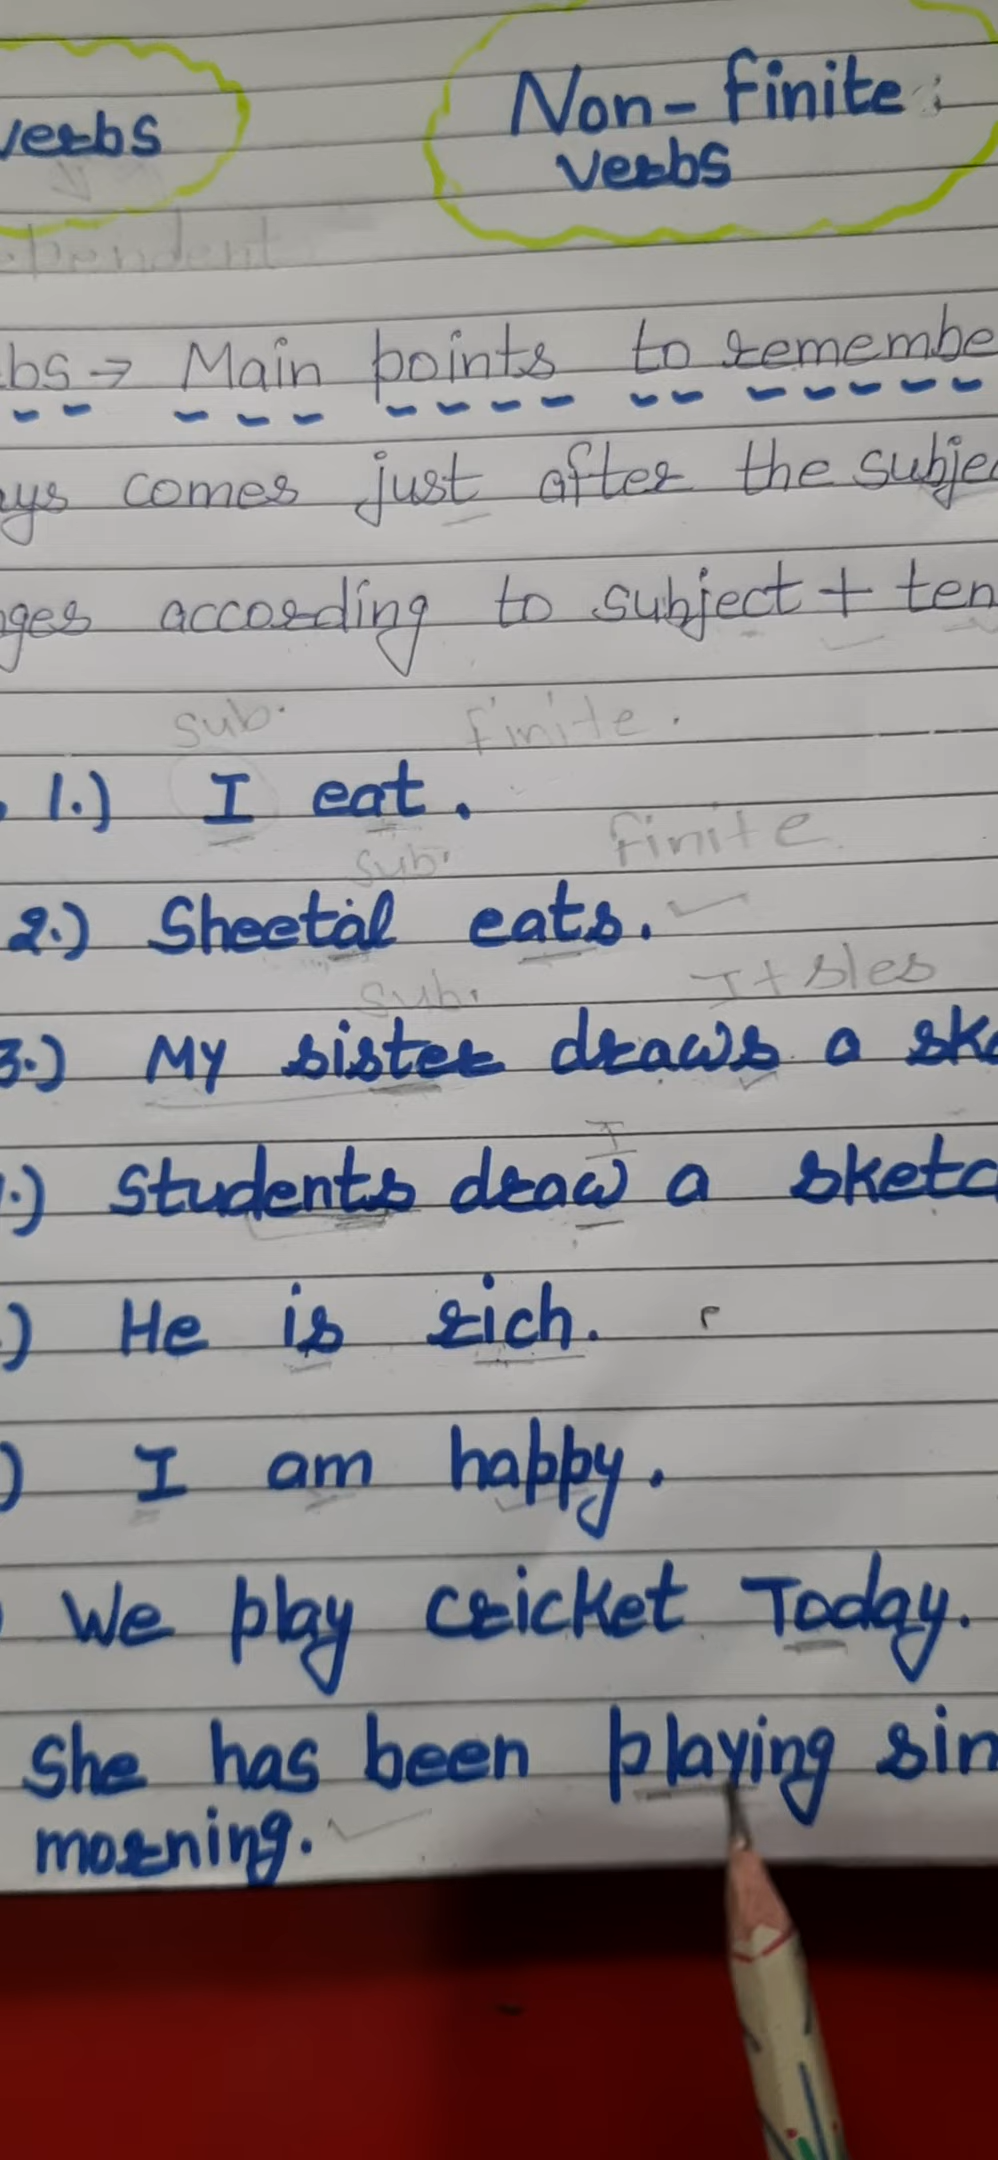 verbs
Non-finite
verbs
bs → Main points to remembe
ys comes just after the subjec
ges according to subject + ten
sub. finite.
1.) I eat.
sub. finite
2.) Sheetal eats.
sub. I + s/es
3.) My sister draws a sk
I
.) Students draw a sketc
) He is rich.
) I am happy.
We play cricket Today.
She has been playing sin
morning.